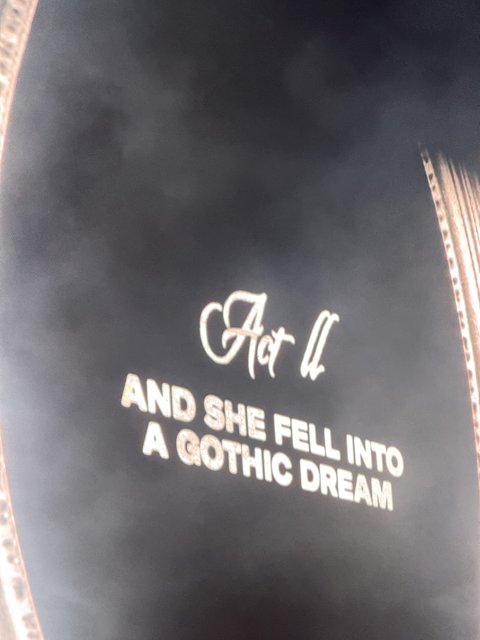 Act II
AND SHE FELL INTO
A GOTHIC DREAM